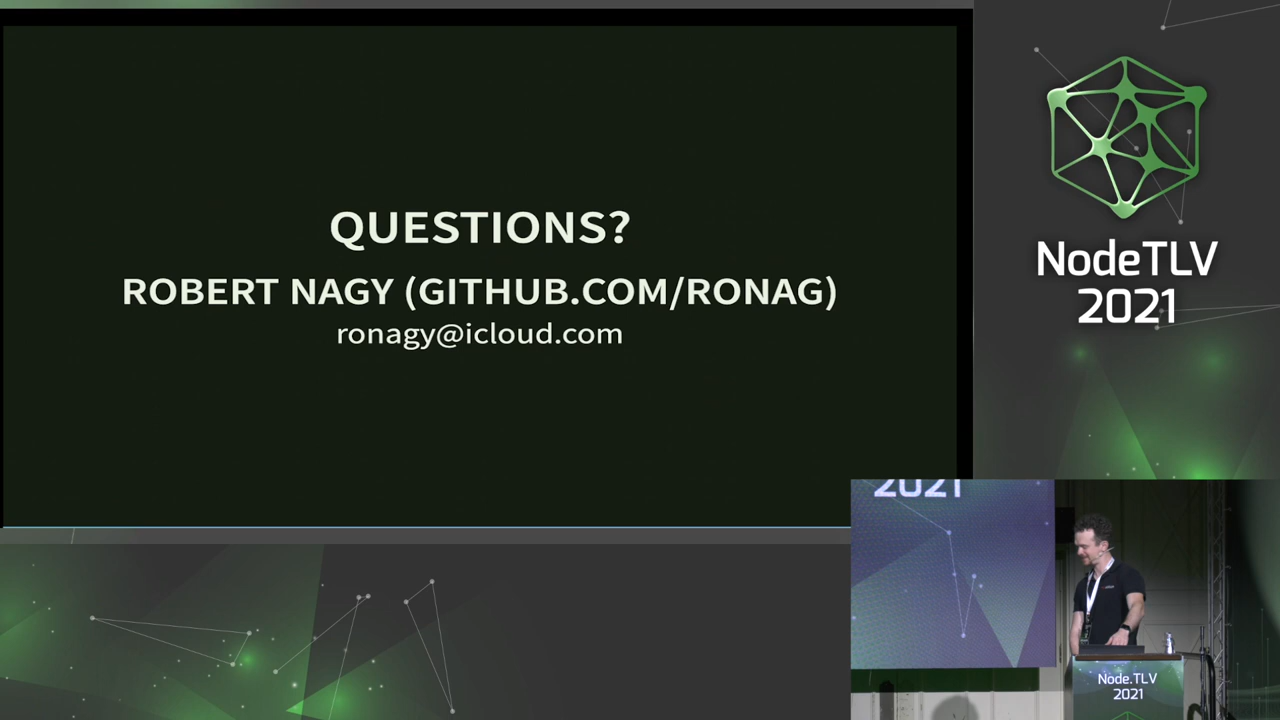 QUESTIONS?
ROBERT NAGY (GITHUB.COM/RONAG)
ronagy@icloud.com
NodeTLV
2021
2021
Node.TLV
2021